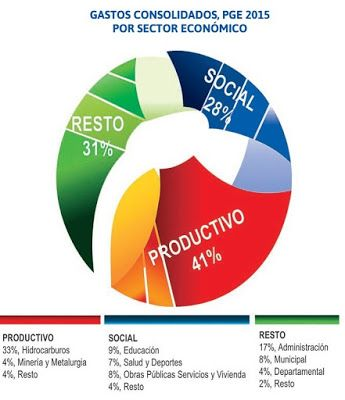 GASTOS CONSOLIDADOS, PGE 2015
POR SECTOR ECONÓMICO
SOCIAL
28%
RESTO
31%
PRODUCTIVO
41%
PRODUCTIVO
33%, Hidrocarburos
4%, Minería y Metalurgia
4%, Resto
SOCIAL
9%, Educación
7%, Salud y Deportes
8%, Obras Públicas Servicios y Vivienda
4%, Resto
RESTO
17%, Administración
8%, Municipal
4%, Departamental
2%, Resto